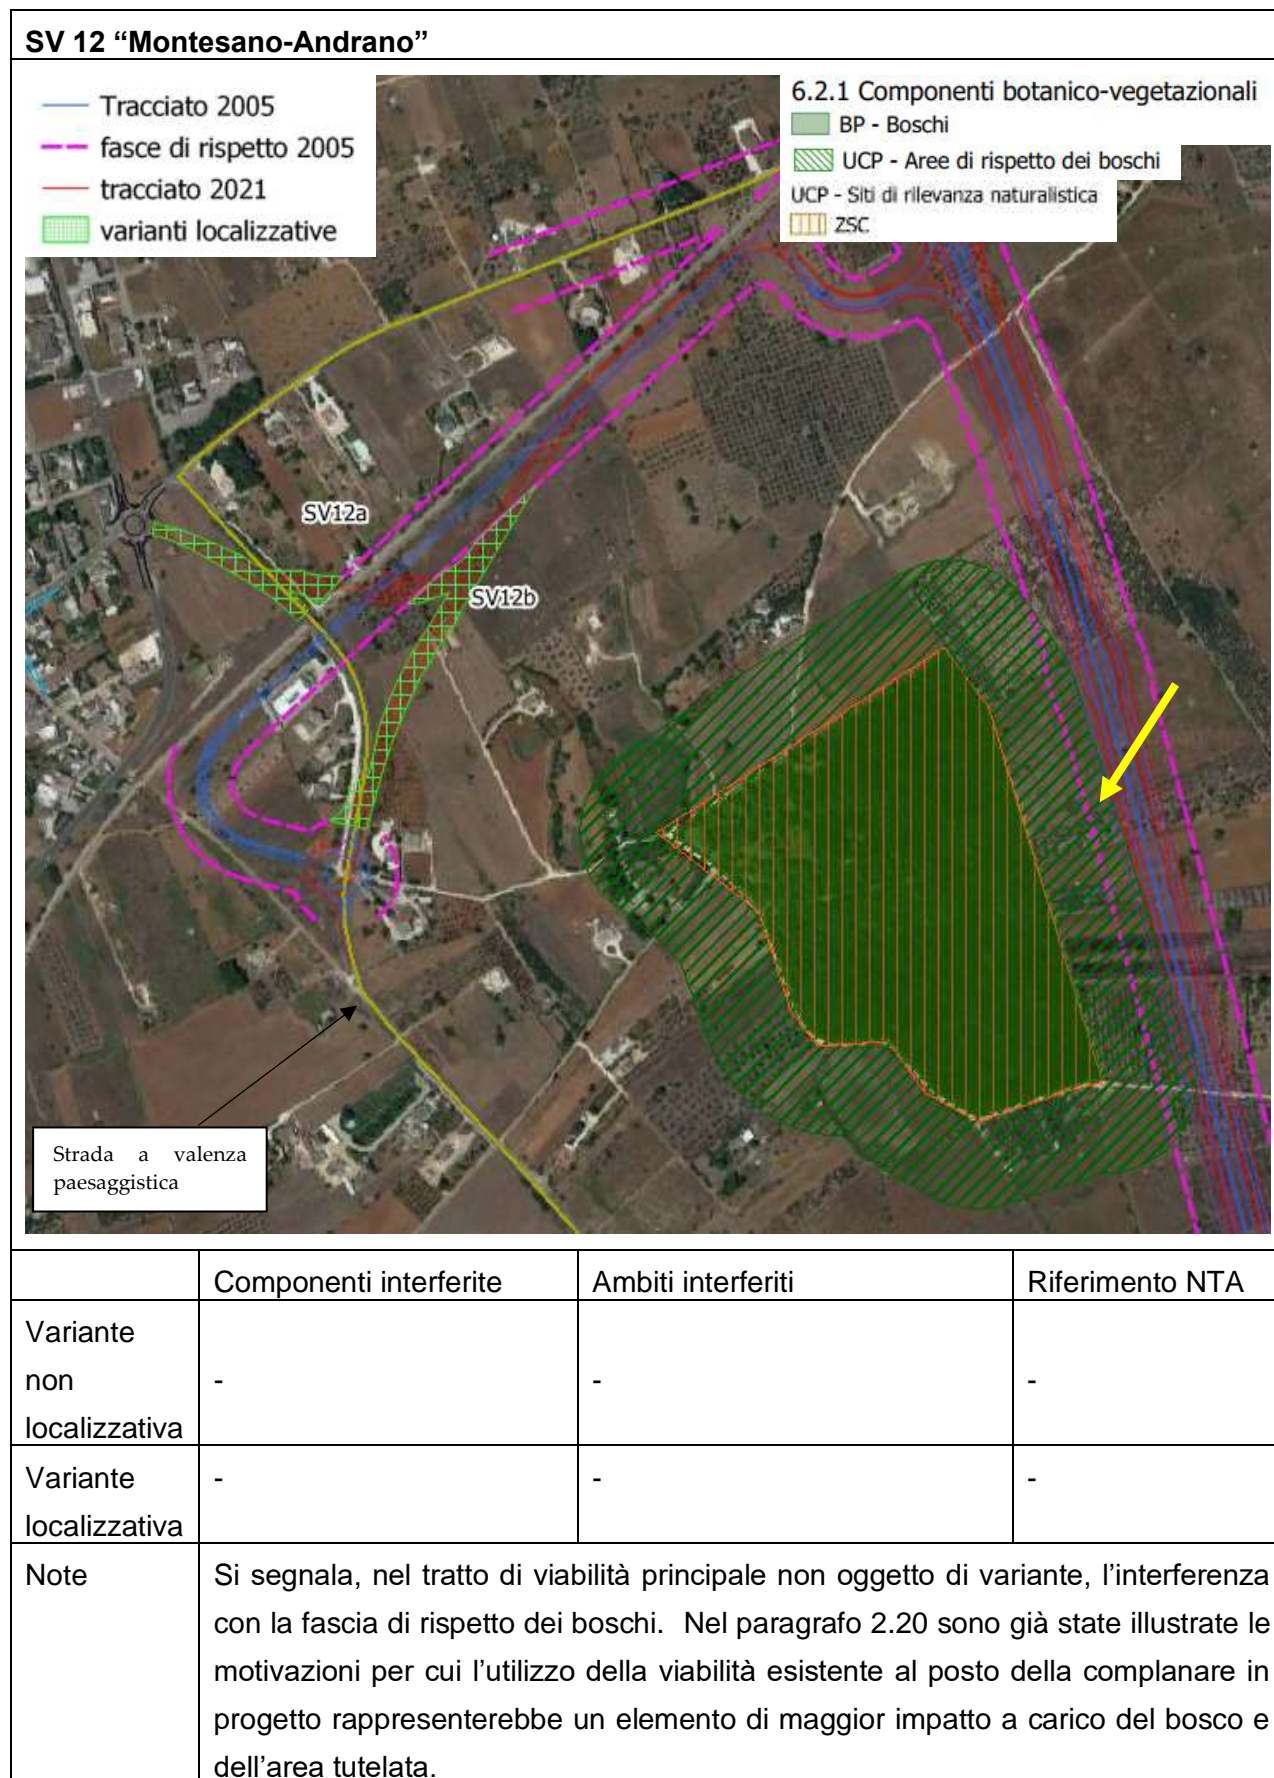 SV 12 “Montesano-Andrano”
Tracciato 2005
fasce di rispetto 2005
tracciato 2021
varianti localizzative
6.2.1 Componenti botanico-vegetazionali
BP - Boschi
UCP - Aree di rispetto dei boschi
UCP - Siti di rilevanza naturalistica
ZSC
SV12a
SV12b
Strada a valenza
paesaggistica
Componenti interferite
Ambiti interferiti
Riferimento NTA
Variante
non
localizzativa
-
-
-
Variante
localizzativa
-
-
-
Note
Si segnala, nel tratto di viabilità principale non oggetto di variante, l’interferenza
con la fascia di rispetto dei boschi. Nel paragrafo 2.20 sono già state illustrate le
motivazioni per cui l’utilizzo della viabilità esistente al posto della complanare in
progetto rappresenterebbe un elemento di maggior impatto a carico del bosco e
dell’area tutelata.